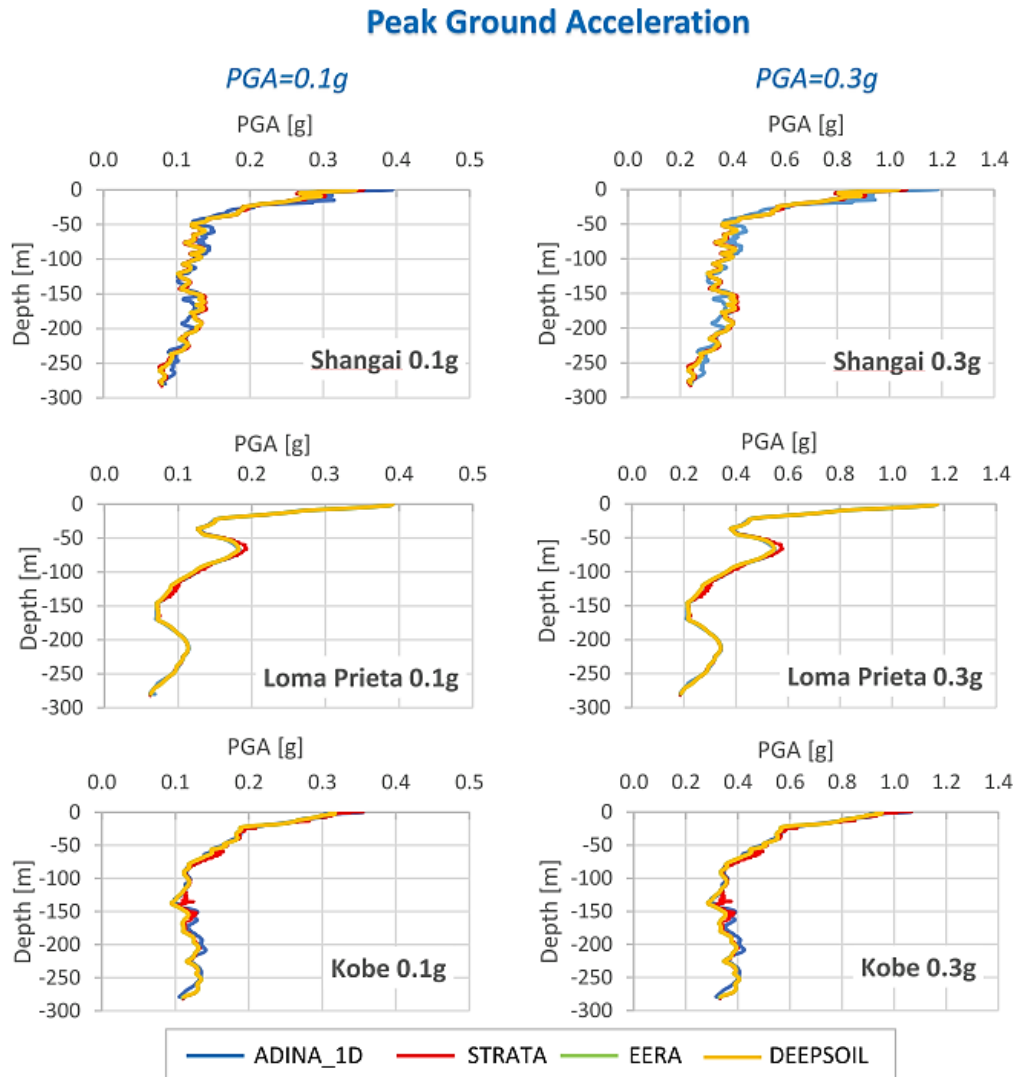 Peak Ground Acceleration
PGA=0.1g
PGA=0.3g
PGA [g]
0.0 0.1 0.2 0.3 0.4 0.5
Depth [m]
0
-50
-100
-150
-200
-250
-300
Shangai 0.1g
PGA [g]
0.0 0.2 0.4 0.6 0.8 1.0 1.2 1.4
Depth [m]
0
-50
-100
-150
-200
-250
-300
Shangai 0.3g
PGA [g]
0.0 0.1 0.2 0.3 0.4 0.5
Depth [m]
0
-50
-100
-150
-200
-250
-300
Loma Prieta 0.1g
PGA [g]
0.0 0.2 0.4 0.6 0.8 1.0 1.2 1.4
Depth [m]
0
-50
-100
-150
-200
-250
-300
Loma Prieta 0.3g
PGA [g]
0.0 0.1 0.2 0.3 0.4 0.5
Depth [m]
0
-50
-100
-150
-200
-250
-300
Kobe 0.1g
PGA [g]
0.0 0.2 0.4 0.6 0.8 1.0 1.2 1.4
Depth [m]
0
-50
-100
-150
-200
-250
-300
Kobe 0.3g
ADINA_1D STRATA EERA DEEPSOIL